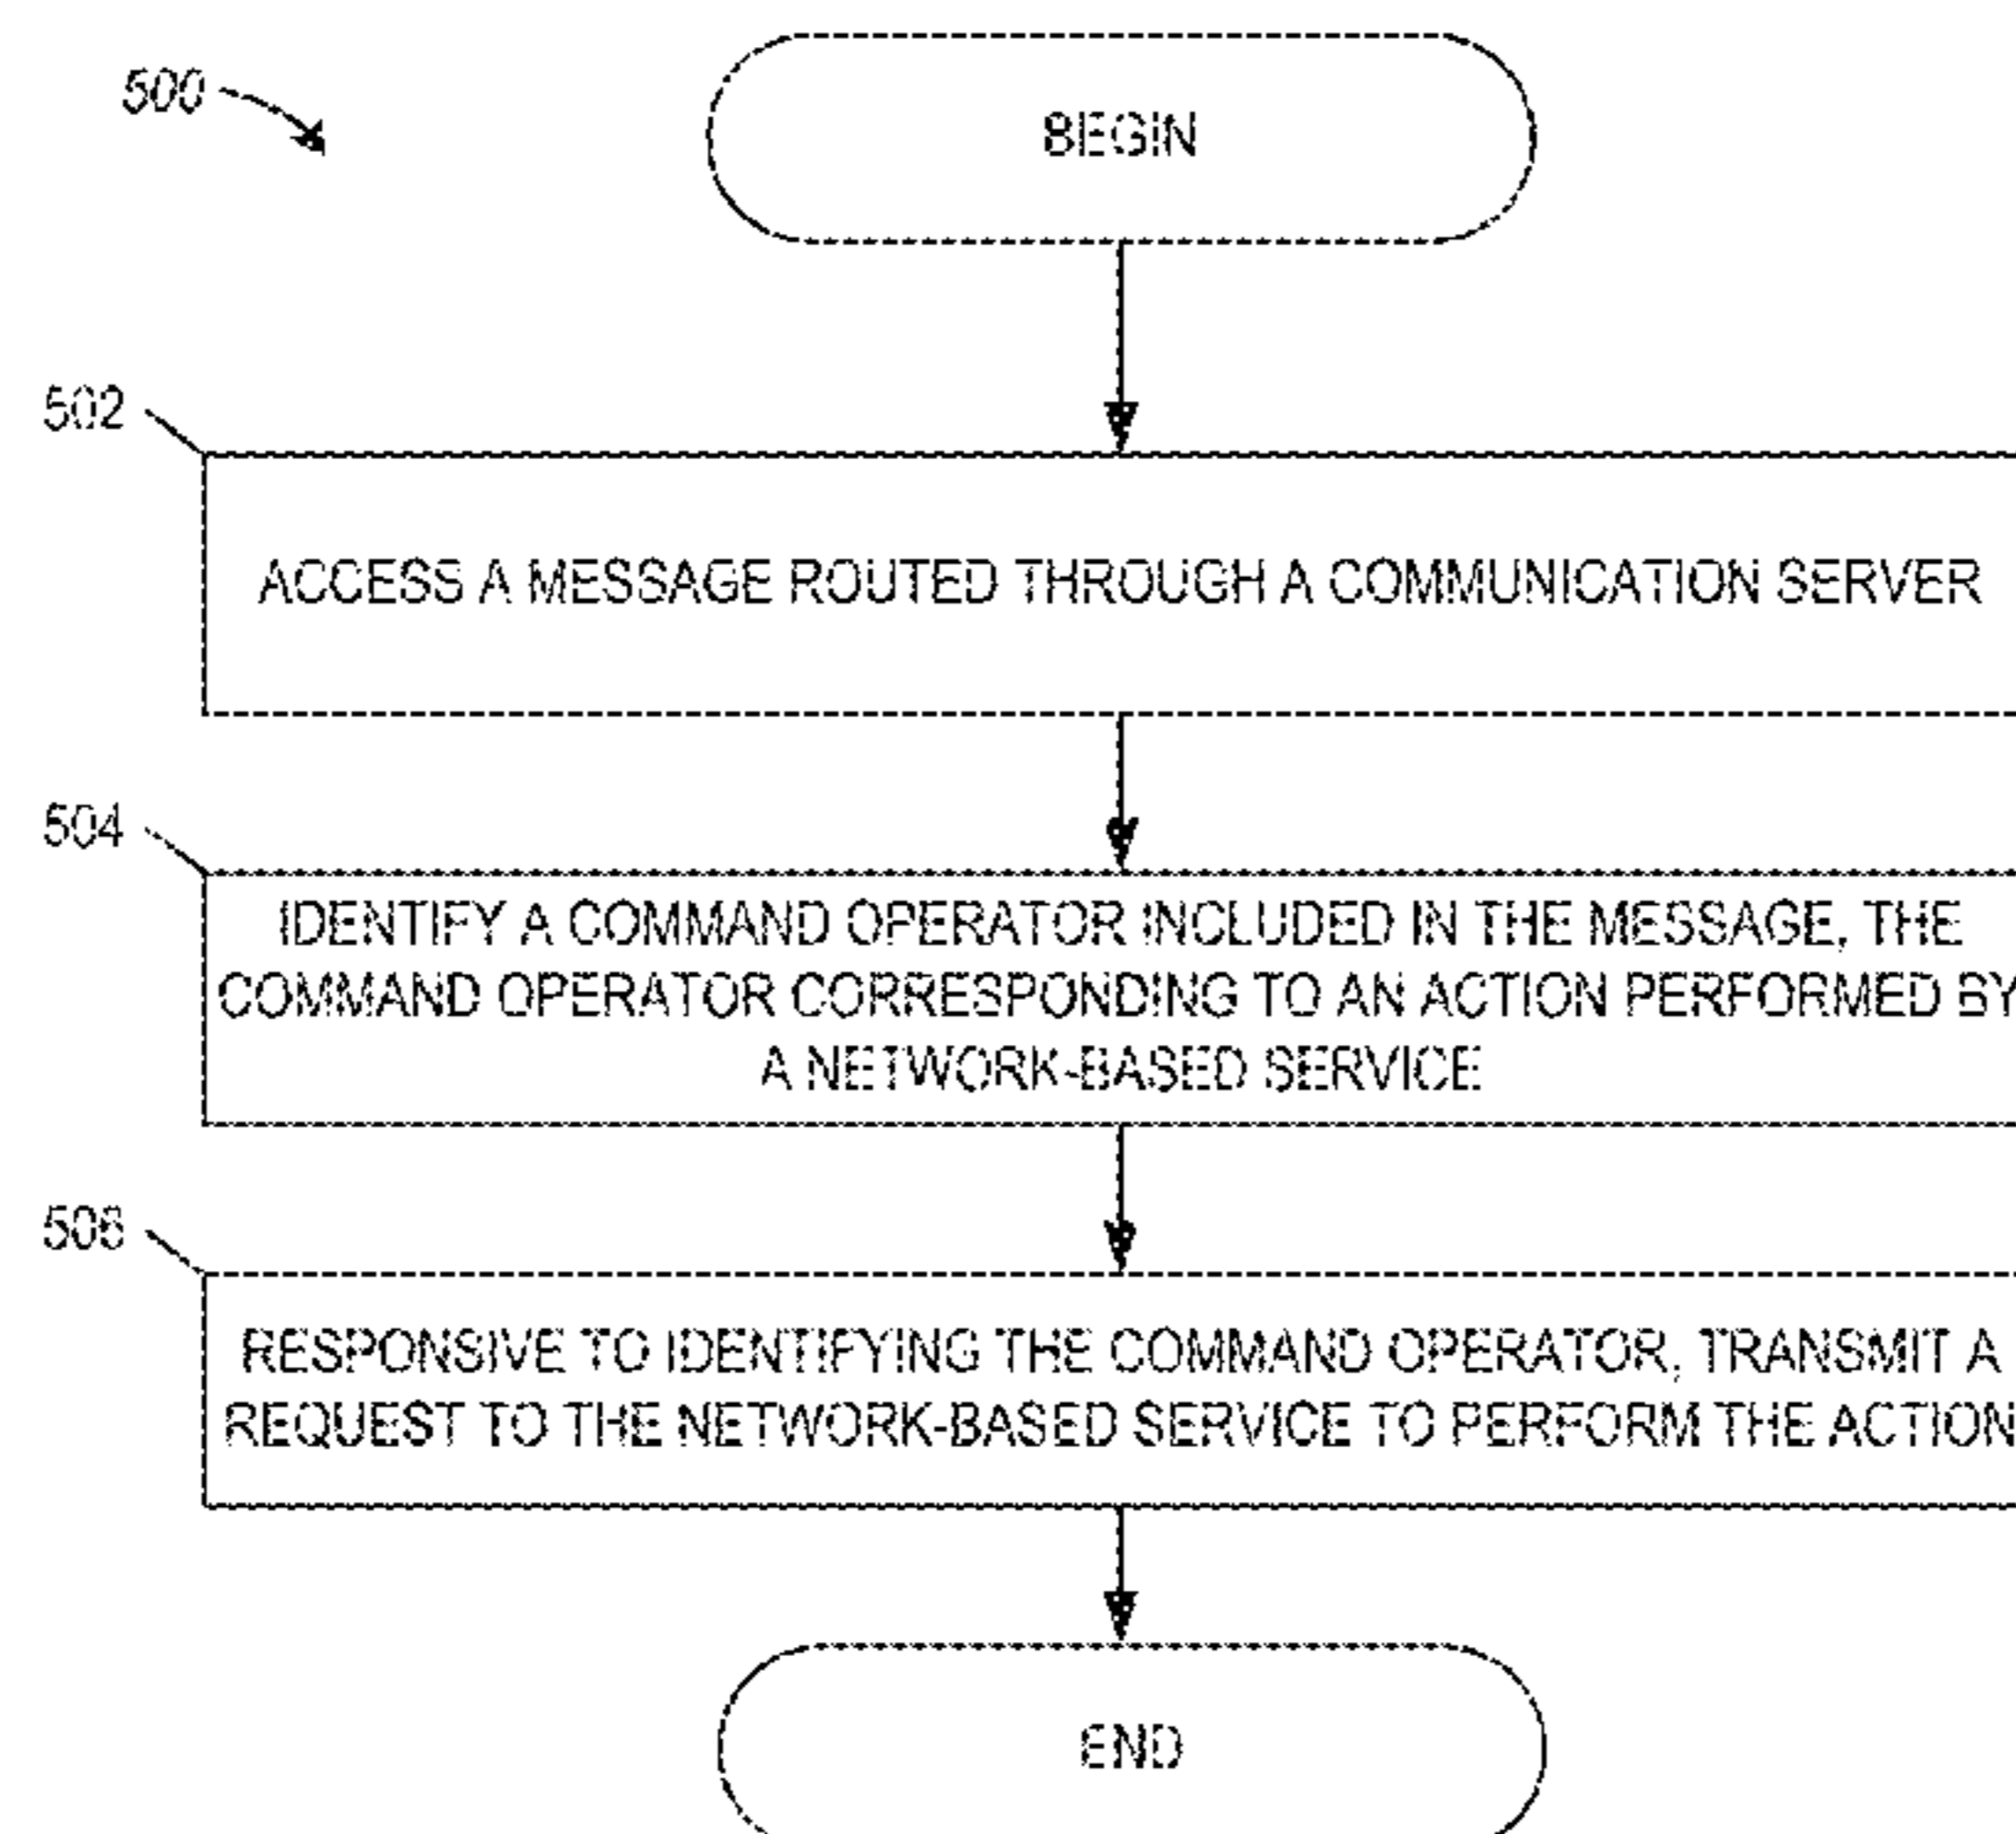 500
BEGIN
502
ACCESS A MESSAGE ROUTED THROUGH A COMMUNICATION SERVER
504
IDENTIFY A COMMAND OPERATOR INCLUDED IN THE MESSAGE, THE
COMMAND OPERATOR CORRESPONDING TO AN ACTION PERFORMED BY
A NETWORK-BASED SERVICE
506
RESPONSIVE TO IDENTIFYING THE COMMAND OPERATOR, TRANSMIT A
REQUEST TO THE NETWORK-BASED SERVICE TO PERFORM THE ACTION
END